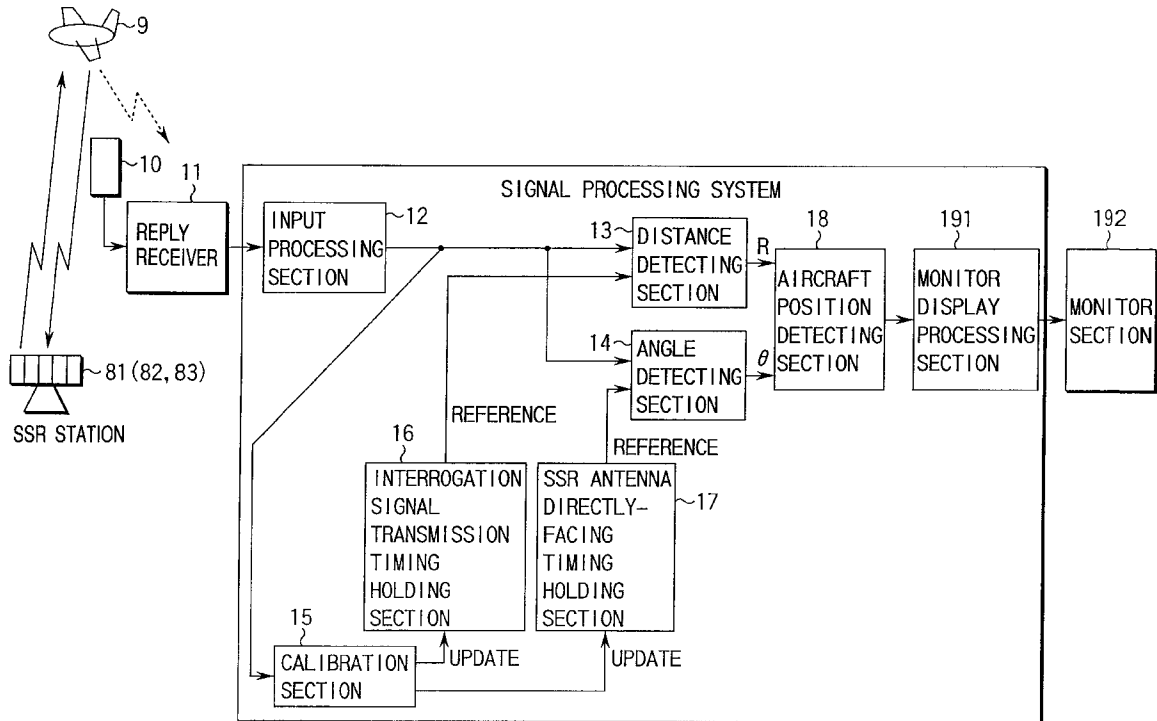 9
10
11
REPLY
RECEIVER
81 (82, 83)
SSR STATION
SIGNAL PROCESSING SYSTEM
12
INPUT
PROCESSING
SECTION
13
DISTANCE
DETECTING
SECTION
R
14
ANGLE
DETECTING
SECTION
θ
18
AIRCRAFT
POSITION
DETECTING
SECTION
191
MONITOR
DISPLAY
PROCESSING
SECTION
192
MONITOR
SECTION
REFERENCE
REFERENCE
16
INTERROGATION
SIGNAL
TRANSMISSION
TIMING
HOLDING
SECTION
17
SSR ANTENNA
DIRECTLY-
FACING
TIMING
HOLDING
SECTION
15
CALIBRATION
SECTION
UPDATE
UPDATE